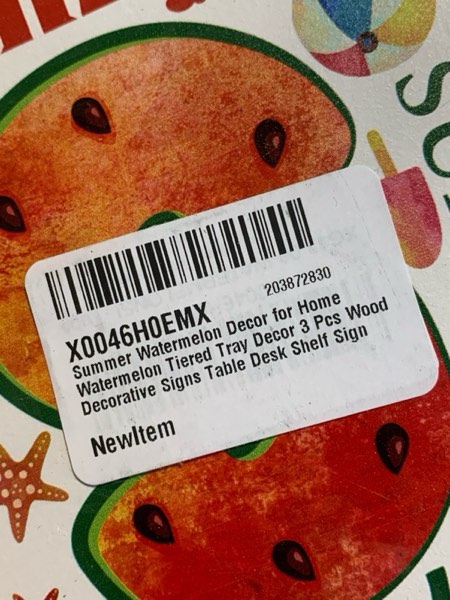 203872830
X0046H0EMX
Summer Watermelon Decor for Home
Watermelon Tiered Tray Decor 3 Pcs Wood
Decorative Signs Table Desk Shelf Sign
NewItem